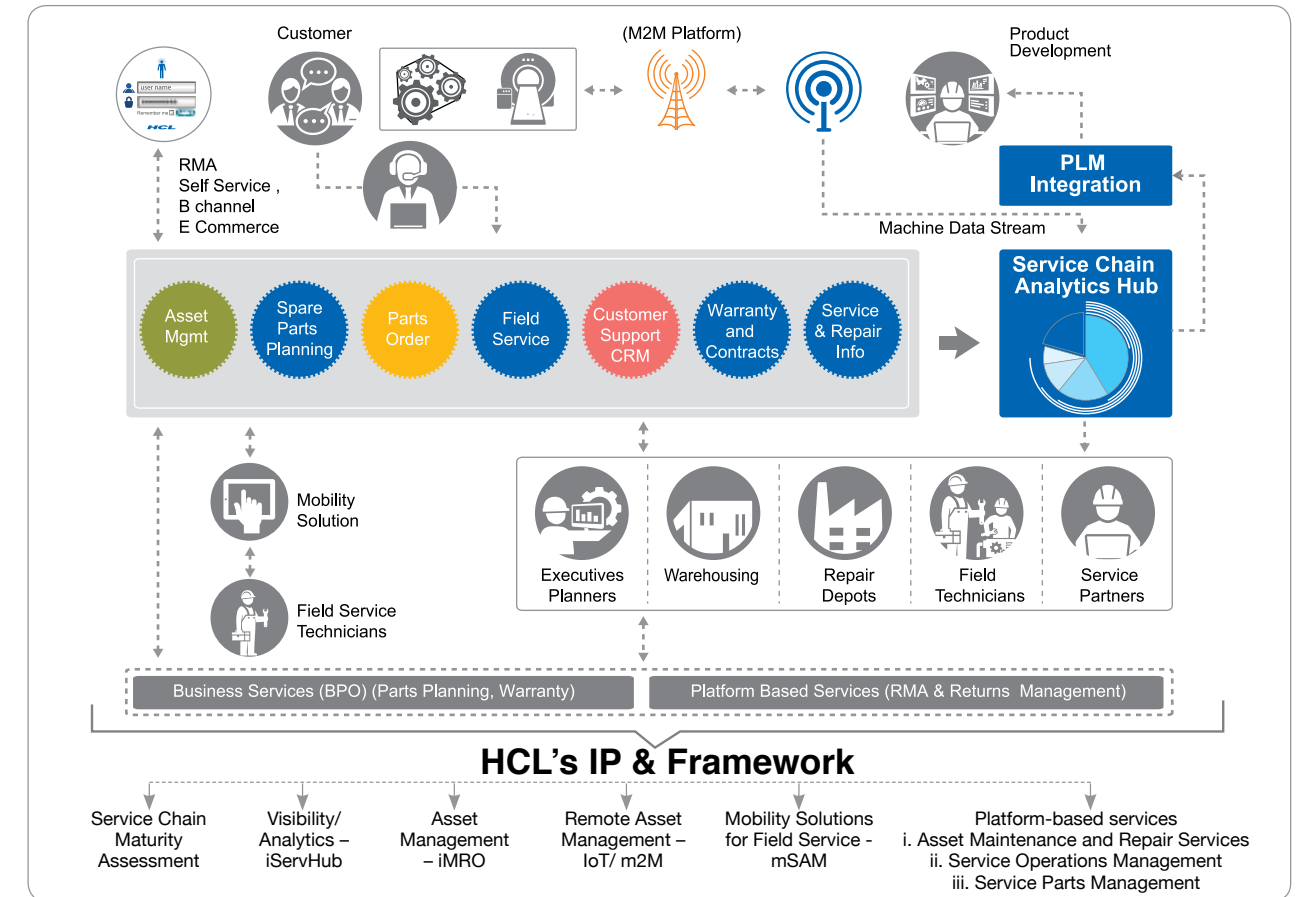 Customer
(M2M Platform)
Product
Development
user name
Remember me
HCL
RMA
Self Service ,
B channel
E Commerce
PLM
Integration
Machine Data Stream
Service Chain
Analytics Hub
Asset
Mgmt
Spare
Parts
Planning
Parts
Order
Field
Service
Customer
Support
CRM
Warranty
and
Contracts
Service
& Repair
Info
Mobility
Solution
Field Service
Technicians
Executives
Planners
Warehousing
Repair
Depots
Field
Technicians
Service
Partners
Business Services (BPO) (Parts Planning, Warranty)
Platform Based Services (RMA & Returns Management)
HCL's IP & Framework
Service Chain
Maturity
Assessment
Visibility/
Analytics –
iServHub
Asset
Management
– iMRO
Remote Asset
Management –
IoT/ m2M
Mobility Solutions
for Field Service -
mSAM
Platform-based services
i. Asset Maintenance and Repair Services
ii. Service Operations Management
iii. Service Parts Management